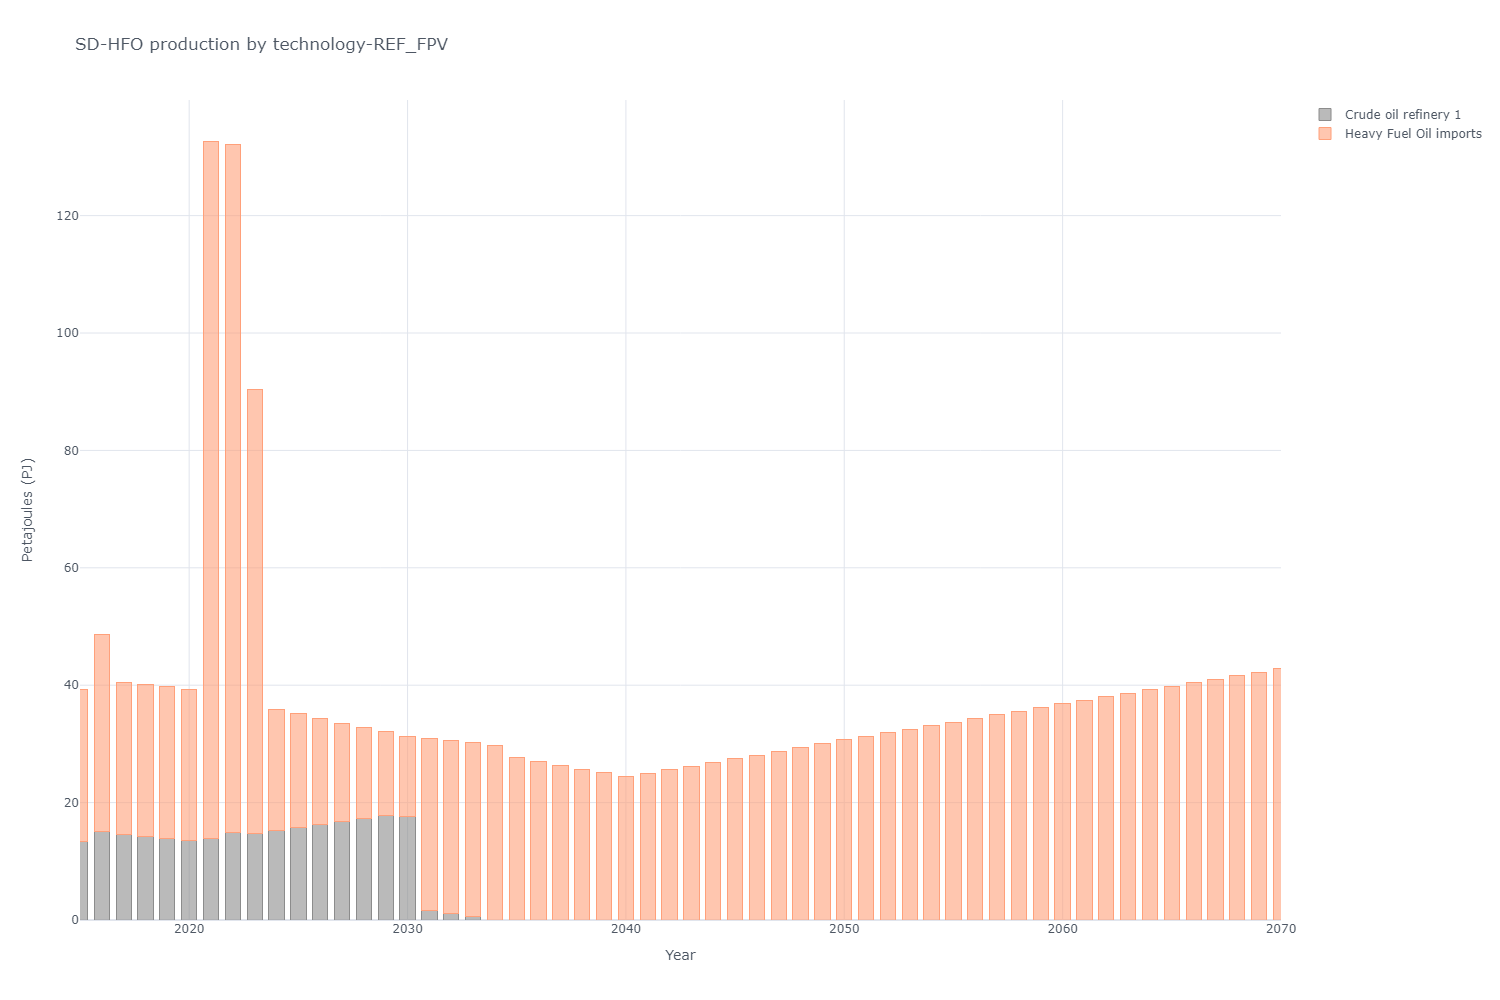 SD-HFO production by technology-REF_FPV
Crude oil refinery 1
Heavy Fuel Oil imports
120
100
80
60
40
20
0
Petajoules (PJ)
2020
2030
2040
2050
2060
2070
Year